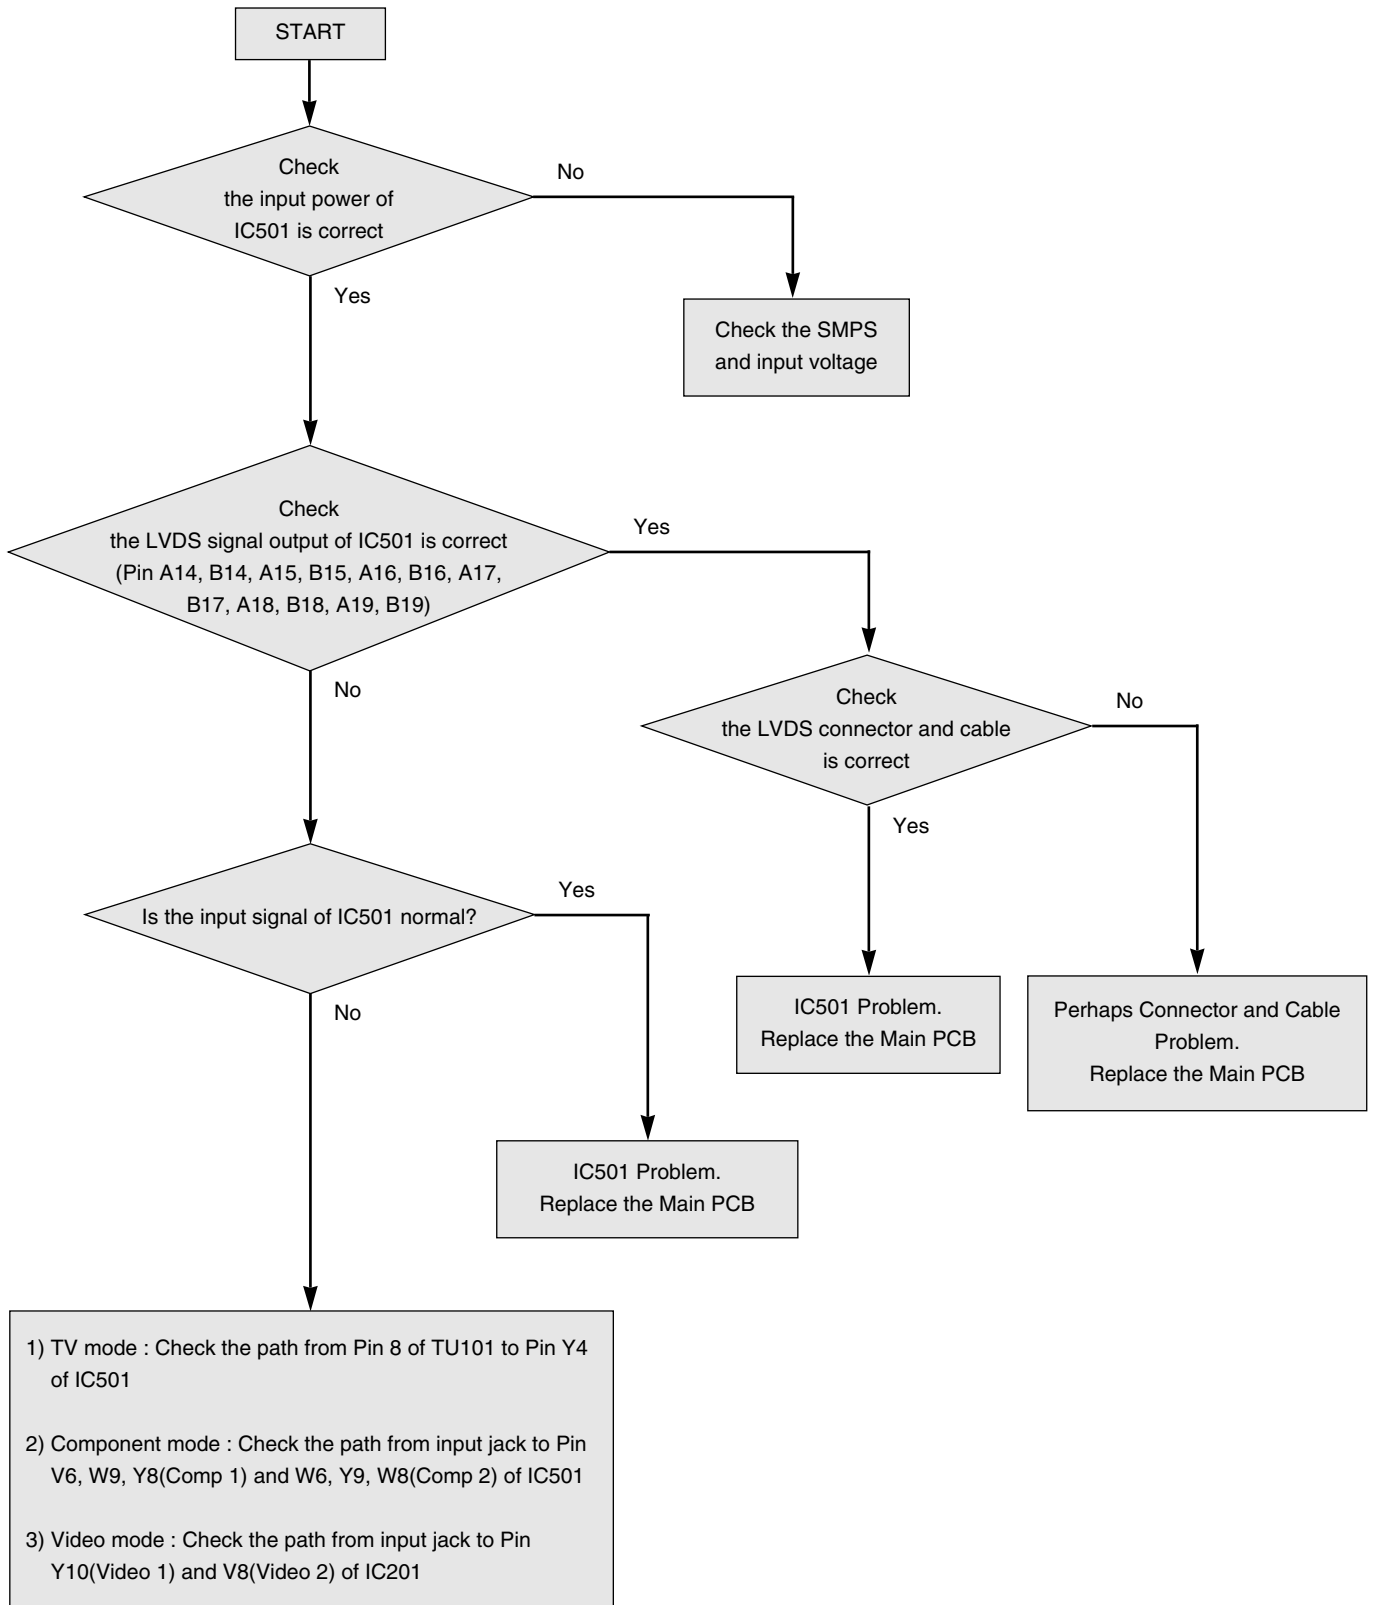 START
Check
the input power of
IC501 is correct
No
Yes
Check the SMPS
and input voltage
Check
the LVDS signal output of IC501 is correct
(Pin A14, B14, A15, B15, A16, B16, A17,
B17, A18, B18, A19, B19)
Yes
No
Check
the LVDS connector and cable
is correct
No
Yes
Is the input signal of IC501 normal?
Yes
No
IC501 Problem.
Replace the Main PCB
Perhaps Connector and Cable
Problem.
Replace the Main PCB
IC501 Problem.
Replace the Main PCB
1) TV mode : Check the path from Pin 8 of TU101 to Pin Y4
of IC501
2) Component mode : Check the path from input jack to Pin
V6, W9, Y8(Comp 1) and W6, Y9, W8(Comp 2) of IC501
3) Video mode : Check the path from input jack to Pin
Y10(Video 1) and V8(Video 2) of IC201